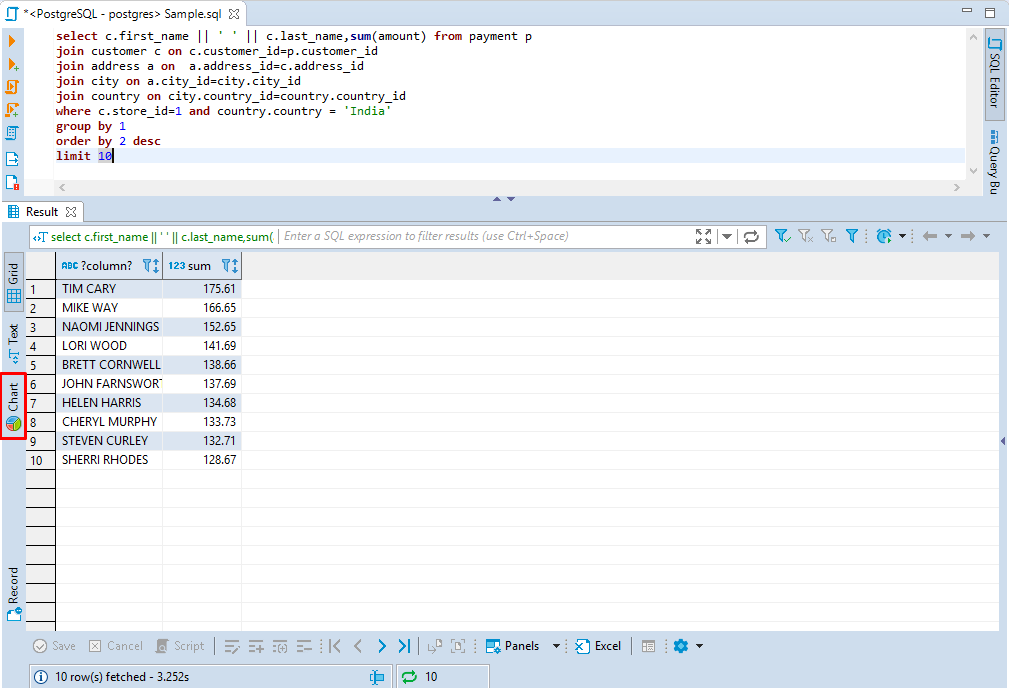 *<PostgreSQL - postgres> Sample.sql
select c.first_name || ' ' || c.last_name,sum(amount) from payment p
join customer c on c.customer_id=p.customer_id
join address a on  a.address_id=c.address_id
join city on a.city_id=city.city_id
join country on city.country_id=country.country_id
where c.store_id=1 and country.country = 'India'
group by 1
order by 2 desc
limit 10
SQL Editor
Query Bu
Result
select c.first_name || ' ' || c.last_name,sum( Enter a SQL expression to filter results (use Ctrl+Space)
Grid
Text
Chart
Record
ABC ?column? 123 sum
1 TIM CARY 175.61
2 MIKE WAY 166.65
3 NAOMI JENNINGS 152.65
4 LORI WOOD 141.69
5 BRETT CORNWELL 138.66
6 JOHN FARNSWORT 137.69
7 HELEN HARRIS 134.68
8 CHERYL MURPHY 133.73
9 STEVEN CURLEY 132.71
10 SHERRI RHODES 128.67
Save Cancel Script Panels Excel
10 row(s) fetched - 3.252s 10